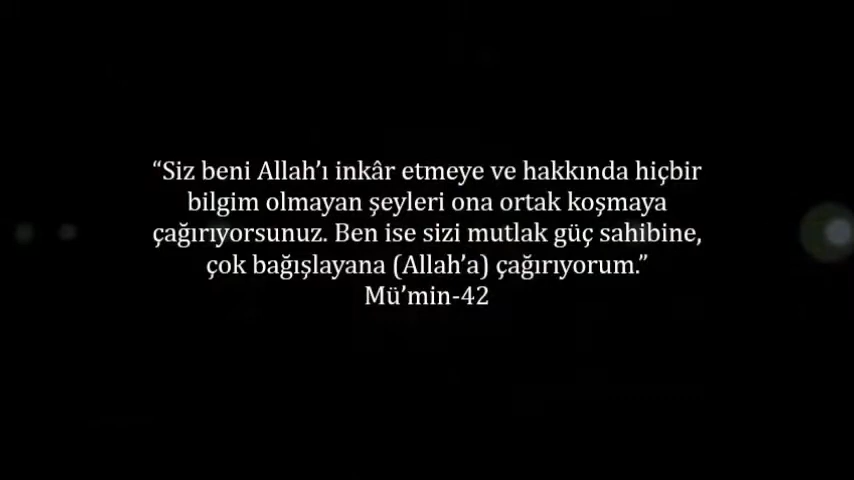 “Siz beni Allah’ı inkâr etmeye ve hakkında hiçbir
bilgim olmayan şeyleri ona ortak koşmaya
çağırıyorsunuz. Ben ise sizi mutlak güç sahibine,
çok bağışlayana (Allah’a) çağırıyorum.”
Mü’min-42